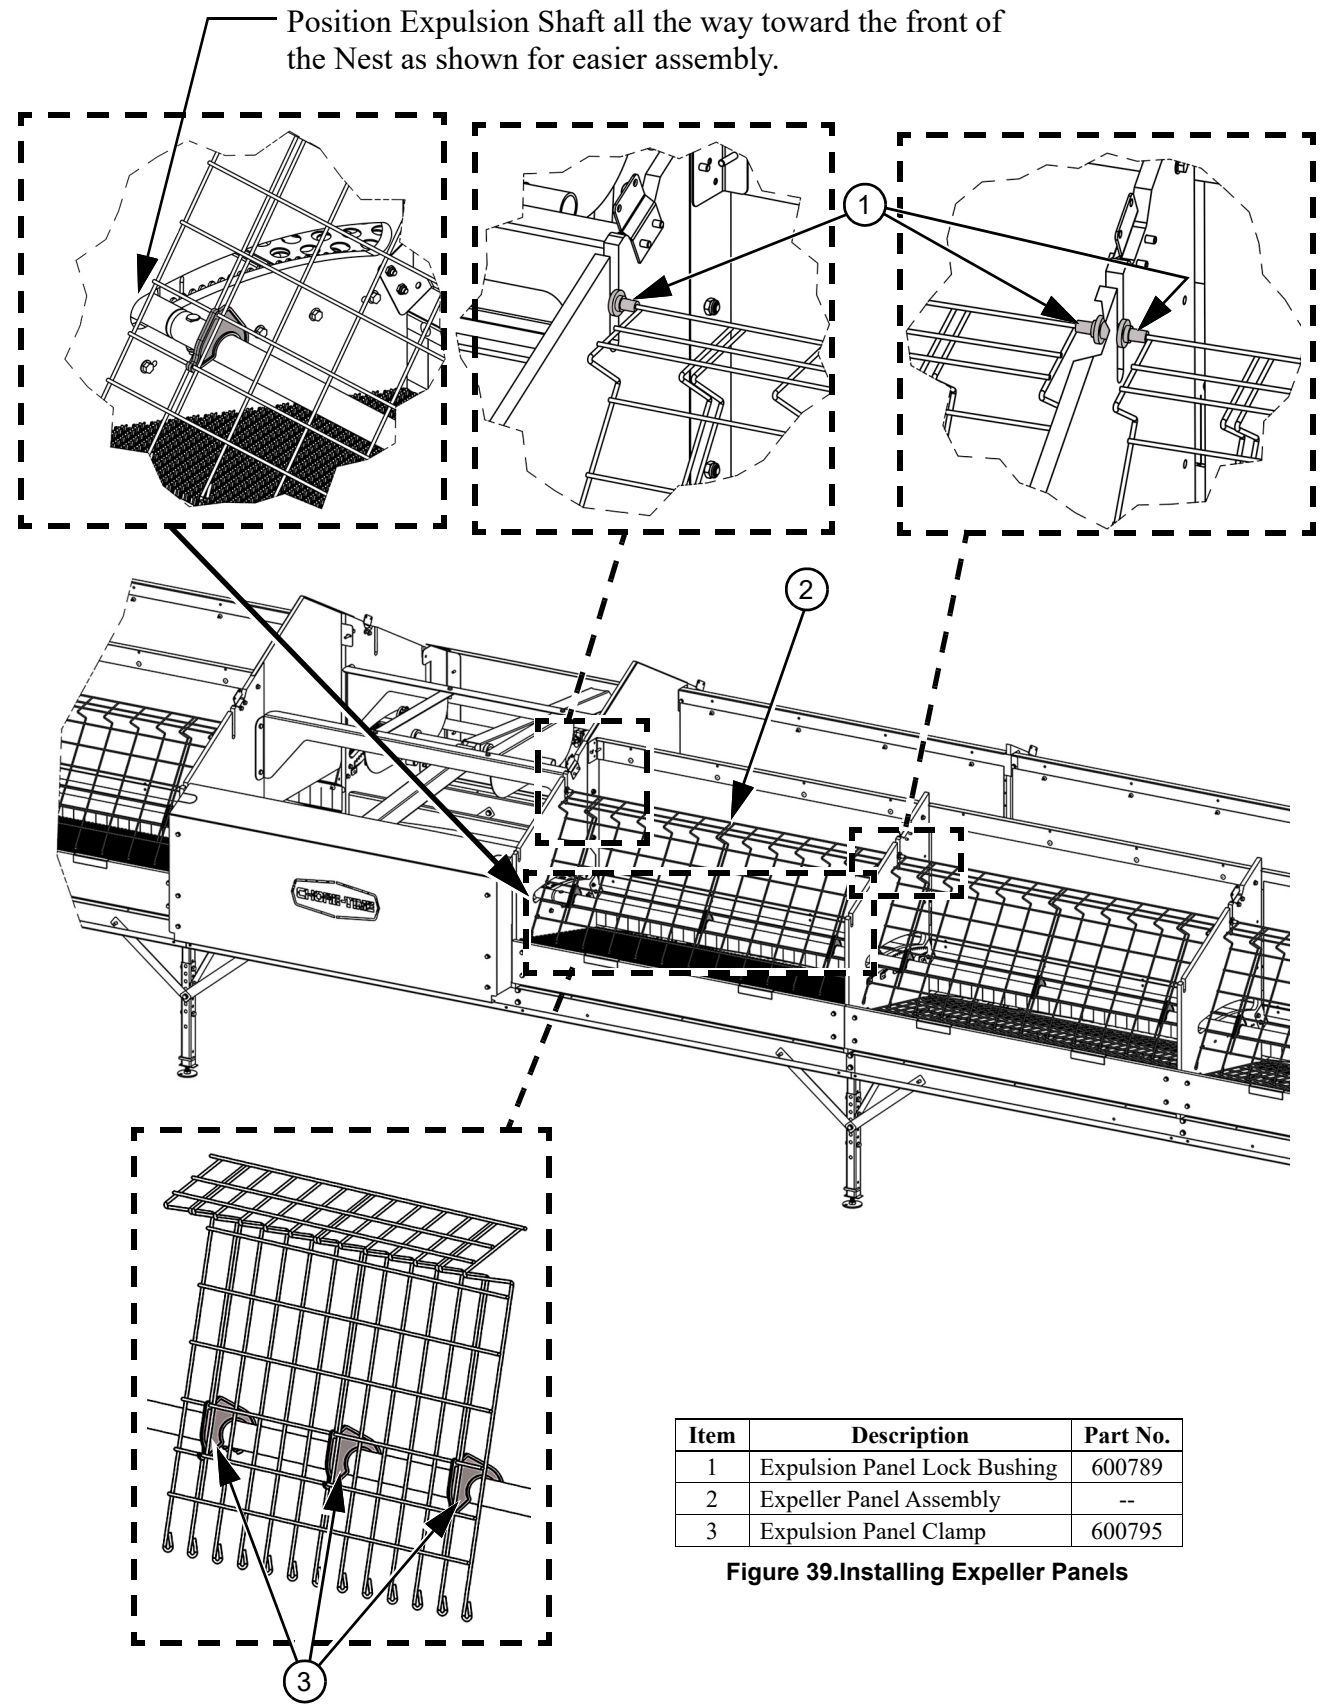 Position Expulsion Shaft all the way toward the front of
the Nest as shown for easier assembly.
1
2
CHORE-TIME
3
Item Description Part No.
1 Expulsion Panel Lock Bushing 600789
2 Expeller Panel Assembly --
3 Expulsion Panel Clamp 600795
Figure 39.Installing Expeller Panels